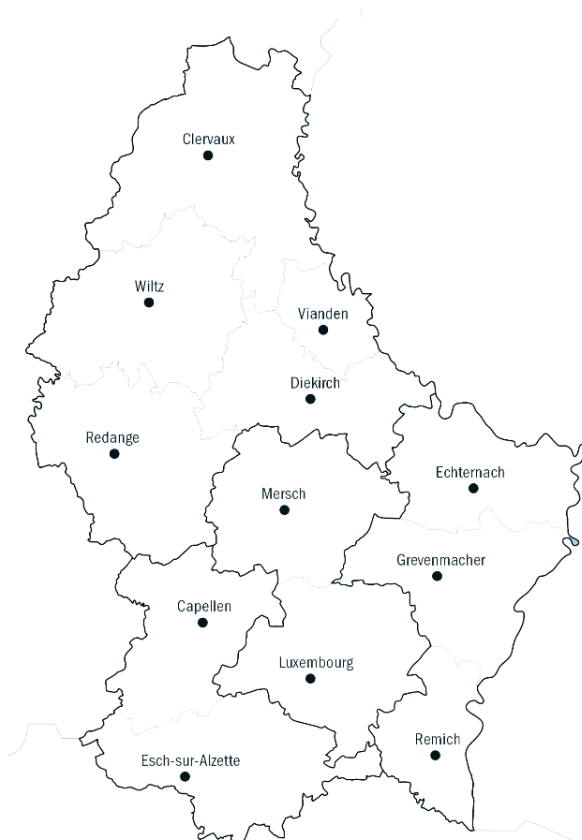 Clervaux
Wiltz
Vianden
Diekirch
Redange
Echternach
Mersch
Grevenmacher
Capellen
Luxembourg
Remich
Esch-sur-Alzette